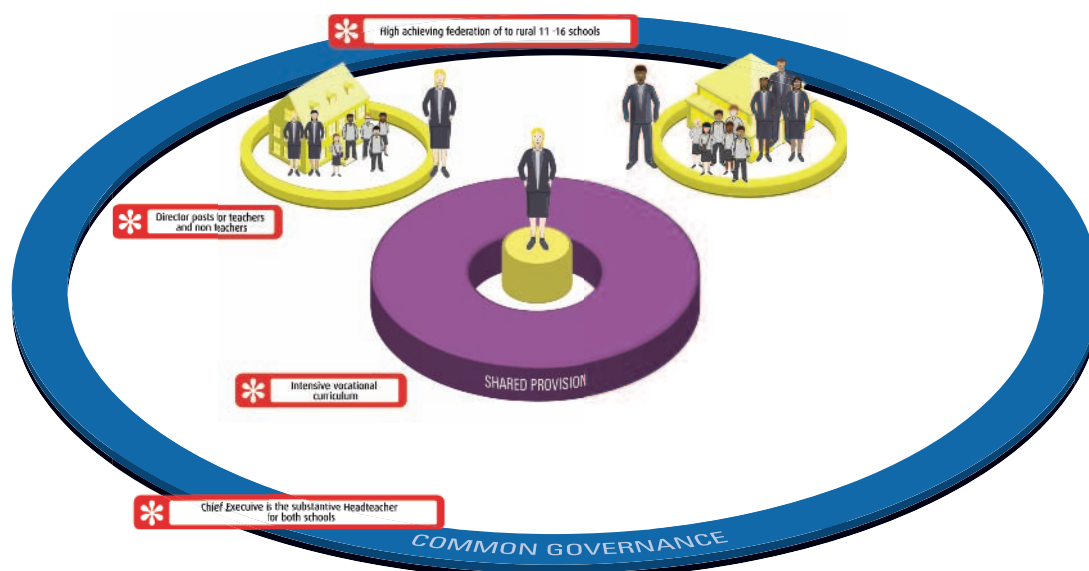 High achieving federation of to rural 11 -16 schools
Director posts for teachers
and non teachers
SHARED PROVISION
Intensive vocational
curriculum
Chief Execuive is the substantive Headteacher
for both schools
COMMON GOVERNANCE